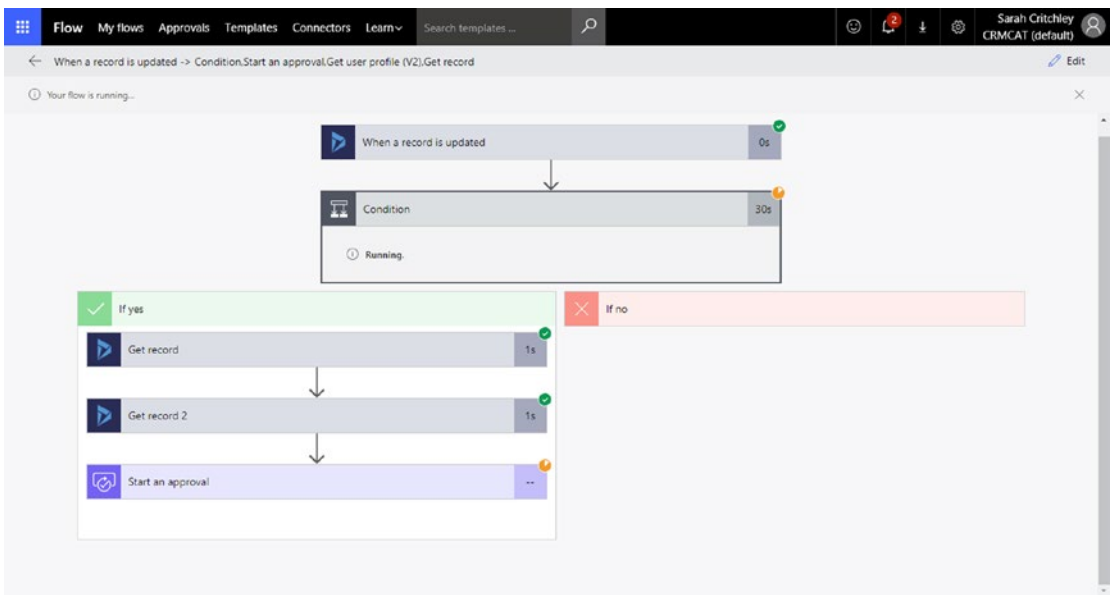 Flow My flows Approvals Templates Connectors Learn Search templates ... 2 Sarah Critchley
CRMCAT (default)
When a record is updated -> Condition,Start an approval,Get user profile (V2),Get record Edit
Your flow is running...
When a record is updated 0s
Condition 30s
Running.
If yes If no
Get record 1s
Get record 2 1s
Start an approval --